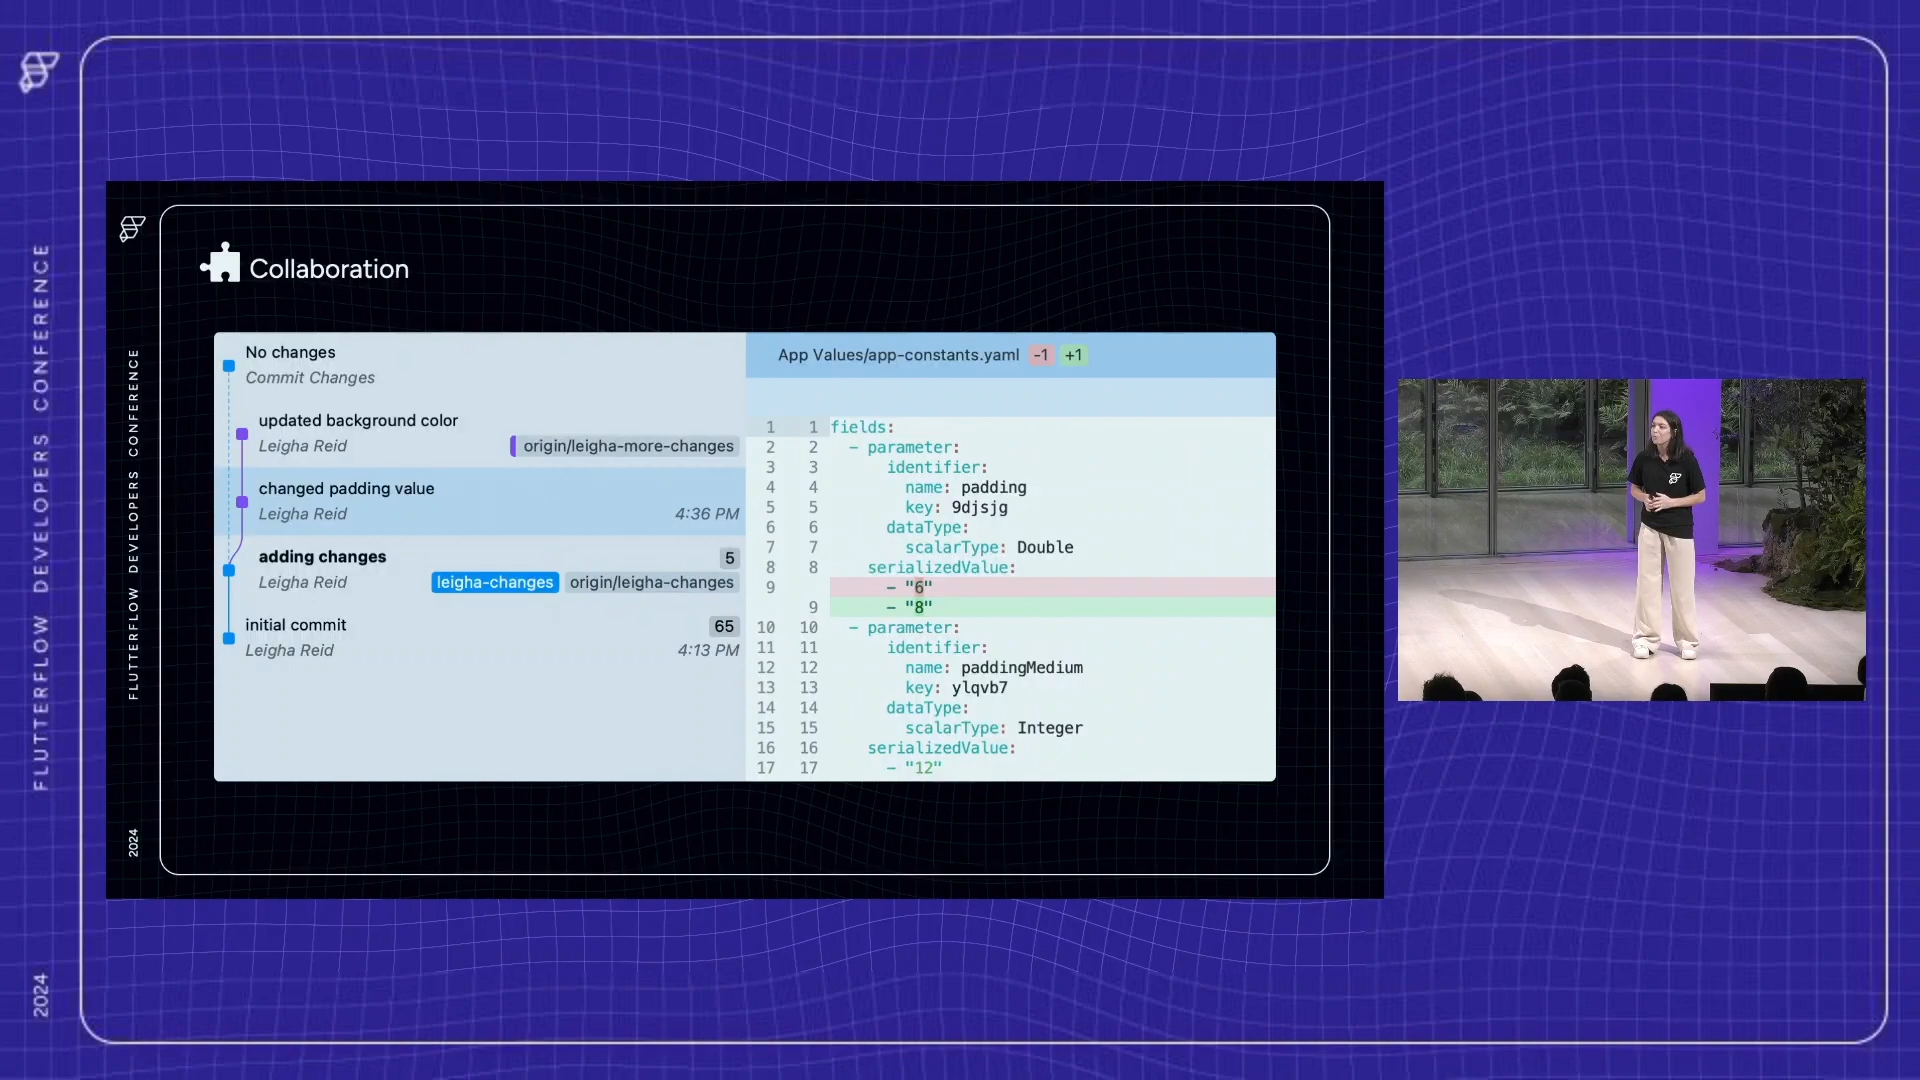 FLUTTERFLOW DEVELOPERS CONFERENCE
2024
FLUTTERFLOW DEVELOPERS CONFERENCE
2024
Collaboration
No changes
Commit Changes
updated background color
Leigha Reid origin/leigha-more-changes
changed padding value
Leigha Reid 4:36 PM
adding changes 5
Leigha Reid leigha-changes origin/leigha-changes
initial commit 65
Leigha Reid 4:13 PM
App Values/app-constants.yaml -1 +1
1 1 fields:
2 2 - parameter:
3 3 identifier:
4 4 name: padding
5 5 key: 9djsjg
6 6 dataType:
7 7 scalarType: Double
8 8 serializedValue:
9 - "6"
9 - "8"
10 10 - parameter:
11 11 identifier:
12 12 name: paddingMedium
13 13 key: ylqvb7
14 14 dataType:
15 15 scalarType: Integer
16 16 serializedValue:
17 17 - "12"